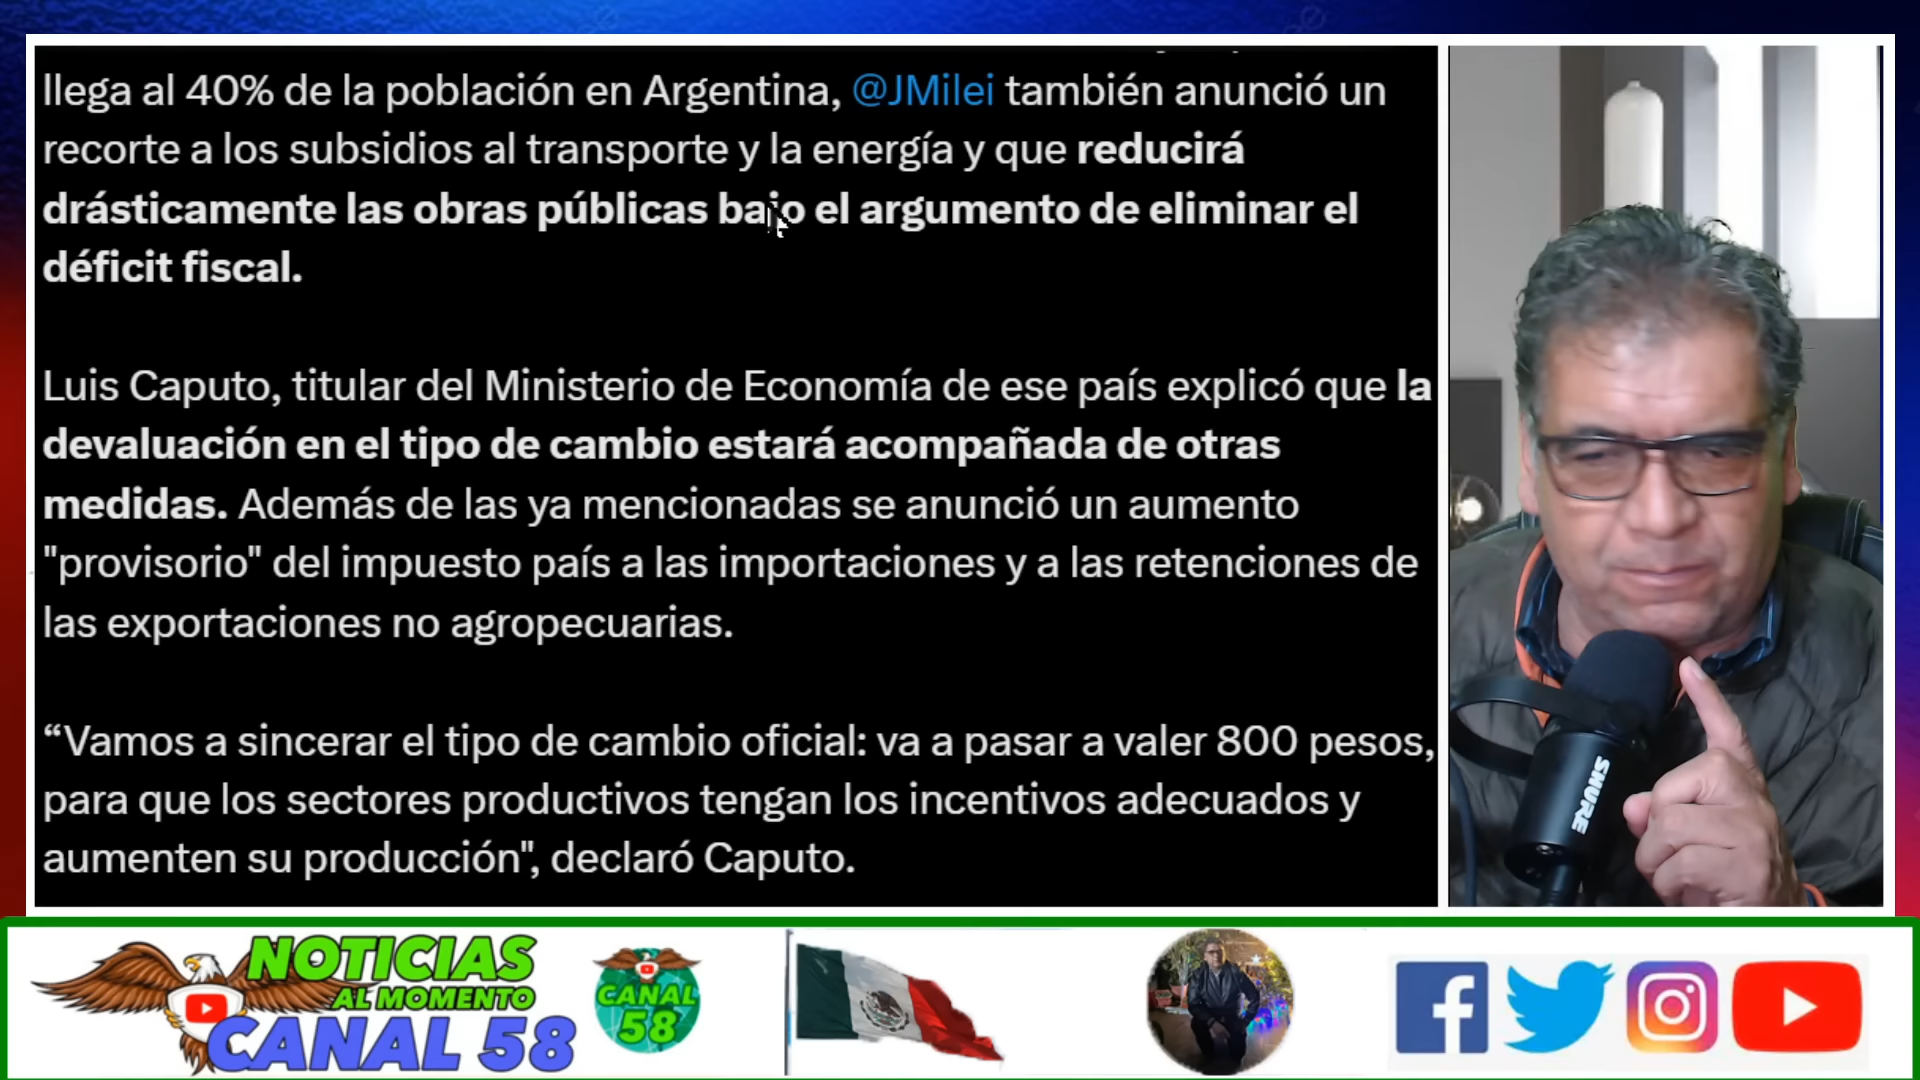 llega al 40% de la población en Argentina, @JMilei también anunció un
recorte a los subsidios al transporte y la energía y que reducirá
drásticamente las obras públicas bajo el argumento de eliminar el
déficit fiscal.
Luis Caputo, titular del Ministerio de Economía de ese país explicó que la
devaluación en el tipo de cambio estará acompañada de otras
medidas. Además de las ya mencionadas se anunció un aumento
"provisorio" del impuesto país a las importaciones y a las retenciones de
las exportaciones no agropecuarias.
“Vamos a sincerar el tipo de cambio oficial: va a pasar a valer 800 pesos,
para que los sectores productivos tengan los incentivos adecuados y
aumenten su producción", declaró Caputo.
SHURE
NOTICIAS
AL MOMENTO
CANAL 58
CANAL
58